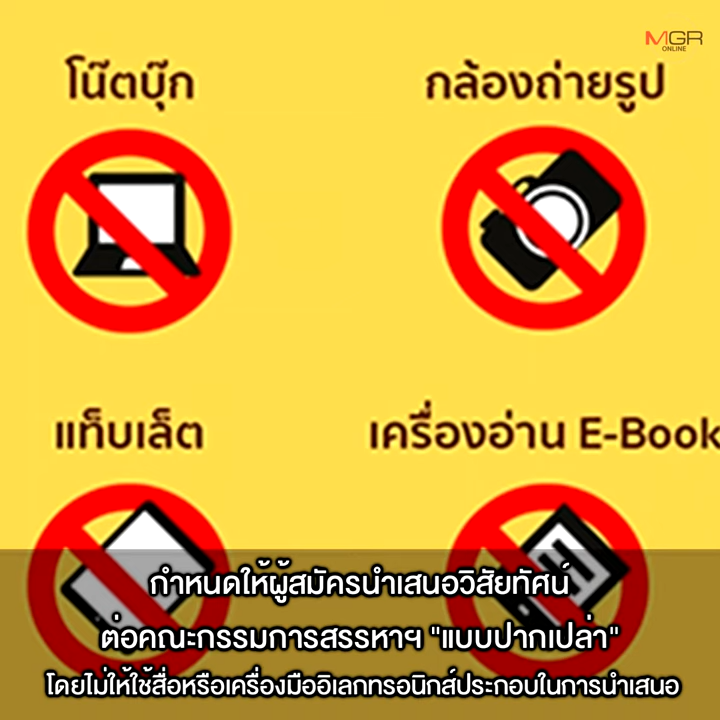 MGR
ONLINE
โน๊ตบุ๊ก
กล้องถ่ายรูป
แท็บเล็ต
เครื่องอ่าน E-Book
กำหนดให้ผู้สมัครนำเสนอวิสัยทัศน์
ต่อคณะกรรมการสรรหาฯ "แบบปากเปล่า"
โดยไม่ให้ใช้สื่อหรือเครื่องมืออิเลกทรอนิกส์ประกอบในการนำเสนอ